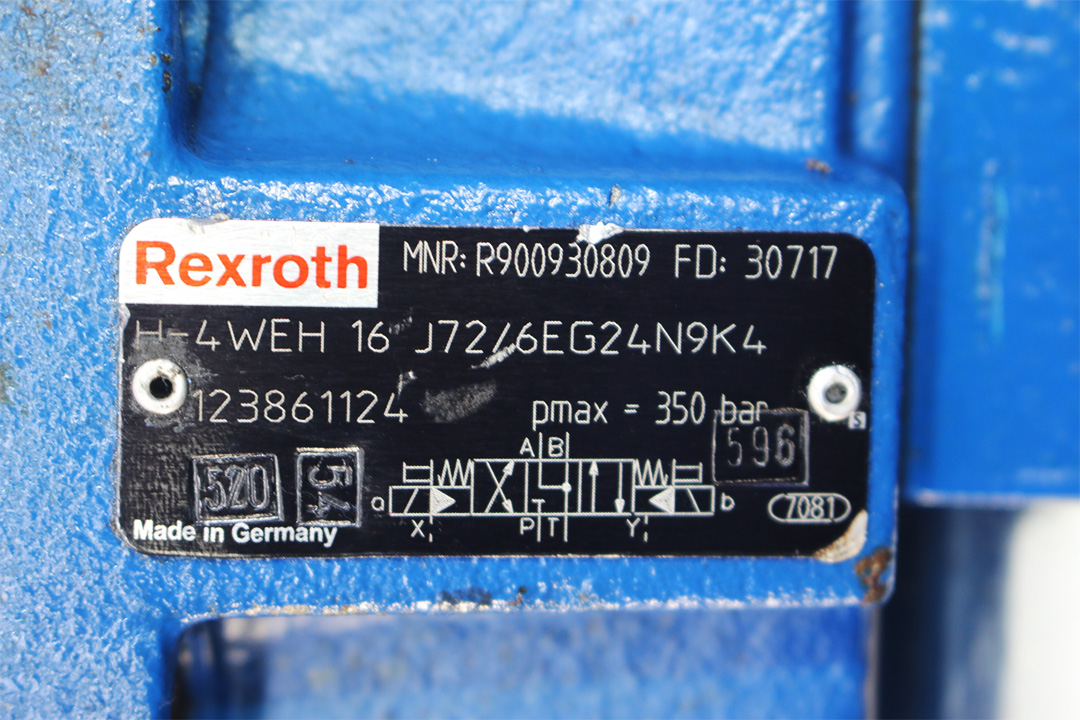 Rexroth MNR: R900930809 FD: 30717
H-4WEH 16 J72/6EG24N9K4
123861124 pmax = 350 bar
S
596
A B
520
a b
7081
X P T T Y
Made in Germany